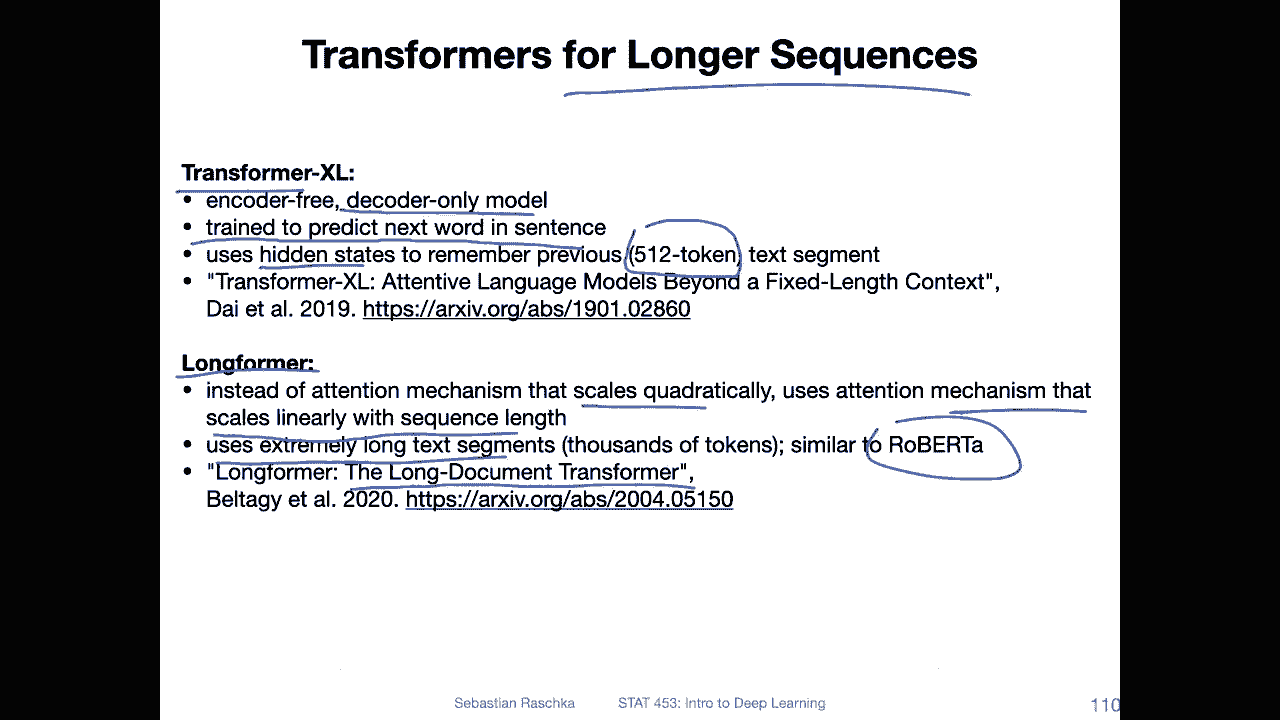 Transformers for Longer Sequences
Transformer-XL:
• encoder-free, decoder-only model
• trained to predict next word in sentence
• uses hidden states to remember previous (512-token) text segment
• "Transformer-XL: Attentive Language Models Beyond a Fixed-Length Context",
Dai et al. 2019. https://arxiv.org/abs/1901.02860
Longformer:
• instead of attention mechanism that scales quadratically, uses attention mechanism that
scales linearly with sequence length
• uses extremely long text segments (thousands of tokens); similar to RoBERTa
• "Longformer: The Long-Document Transformer",
Beltagy et al. 2020. https://arxiv.org/abs/2004.05150
Sebastian Raschka STAT 453: Intro to Deep Learning 110